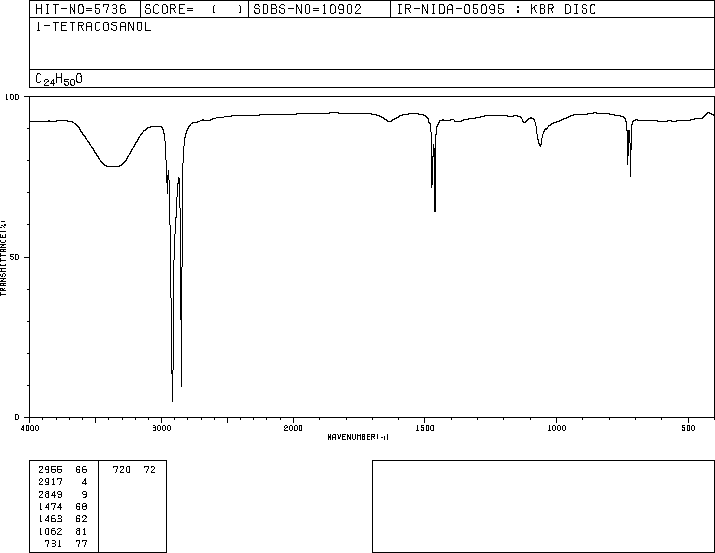 HIT-NO=5736 SCORE= ( ) SDBS-NO=10902 IR-NIDA-05095 : KBR DISC
1-TETRACOSANOL
C24H50O
100
50
0
TRANSMITTANCE(%)
4000 3000 2000 1500 1000 500
WAVENUMBER(-1)
2956 66 720 72
2917 4
2849 9
1474 68
1463 62
1062 81
731 77